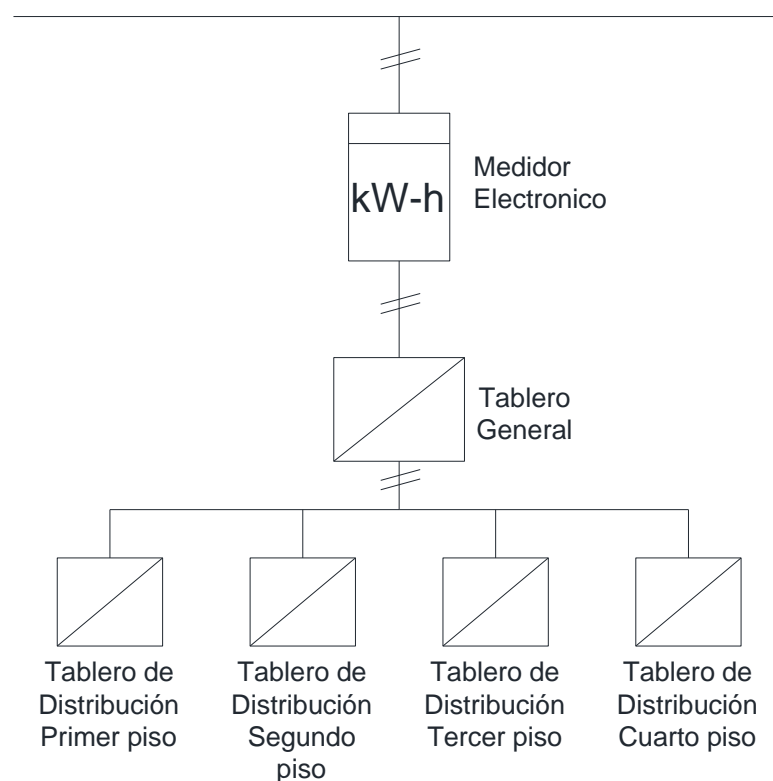 kW-h
Medidor
Electronico
Tablero
General
Tablero de
Distribución
Primer piso
Tablero de
Distribución
Segundo
piso
Tablero de
Distribución
Tercer piso
Tablero de
Distribución
Cuarto piso